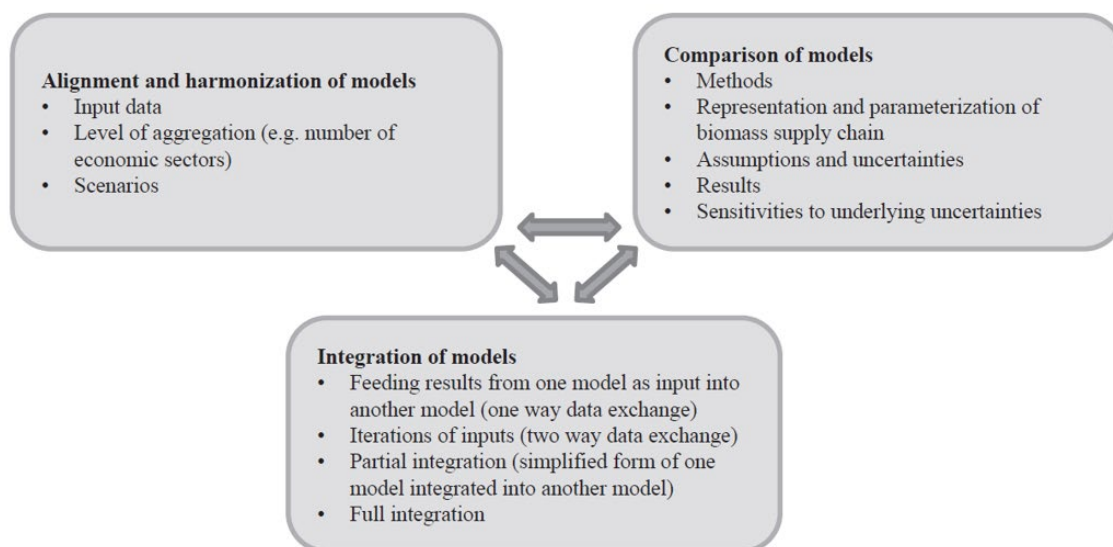 Alignment and harmonization of models
• Input data
• Level of aggregation (e.g. number of
economic sectors)
• Scenarios
Comparison of models
• Methods
• Representation and parameterization of
biomass supply chain
• Assumptions and uncertainties
• Results
• Sensitivities to underlying uncertainties
Integration of models
• Feeding results from one model as input into
another model (one way data exchange)
• Iterations of inputs (two way data exchange)
• Partial integration (simplified form of one
model integrated into another model)
• Full integration